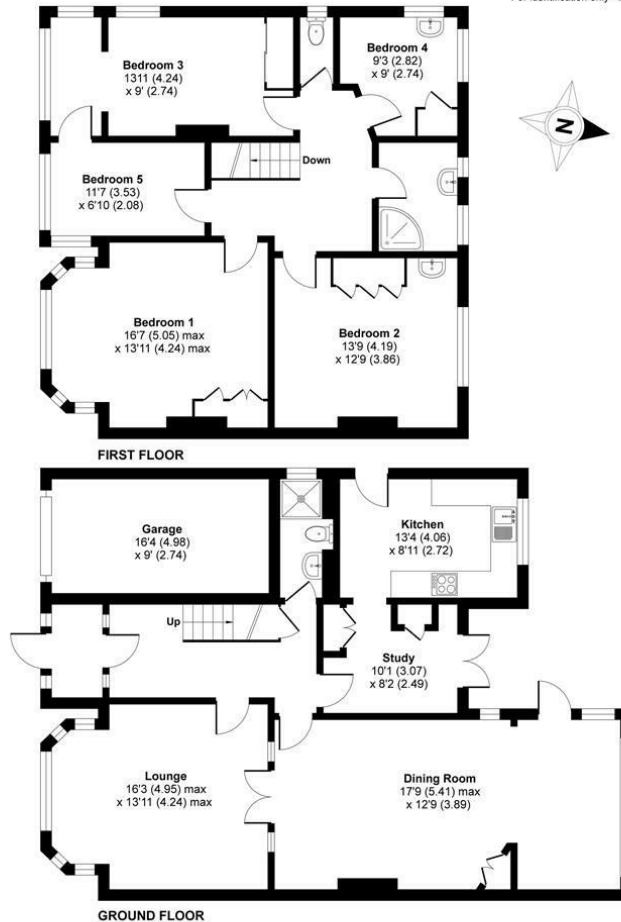 Bedroom 3
1311 (4.24)
x 9' (2.74)
Bedroom 4
9'3 (2.82)
x 9' (2.74)
N
Down
Bedroom 5
11'7 (3.53)
x 6'10 (2.08)
Bedroom 1
16'7 (5.05) max
x 13'11 (4.24) max
Bedroom 2
13'9 (4.19)
x 12'9 (3.86)
FIRST FLOOR
Garage
16'4 (4.98)
x 9' (2.74)
Kitchen
13'4 (4.06)
x 8'11 (2.72)
Up
Study
10'1 (3.07)
x 8'2 (2.49)
Lounge
16'3 (4.95) max
x 13'11 (4.24) max
Dining Room
17'9 (5.41) max
x 12'9 (3.89)
GROUND FLOOR